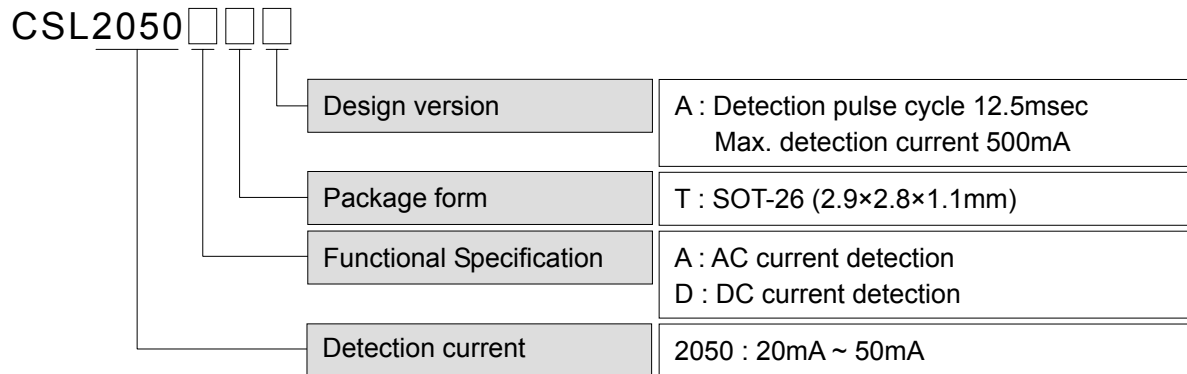 CSL2050
Design version
A : Detection pulse cycle 12.5msec
Max. detection current 500mA
Package form
T : SOT-26 (2.9×2.8×1.1mm)
Functional Specification
A : AC current detection
D : DC current detection
Detection current
2050 : 20mA ~ 50mA